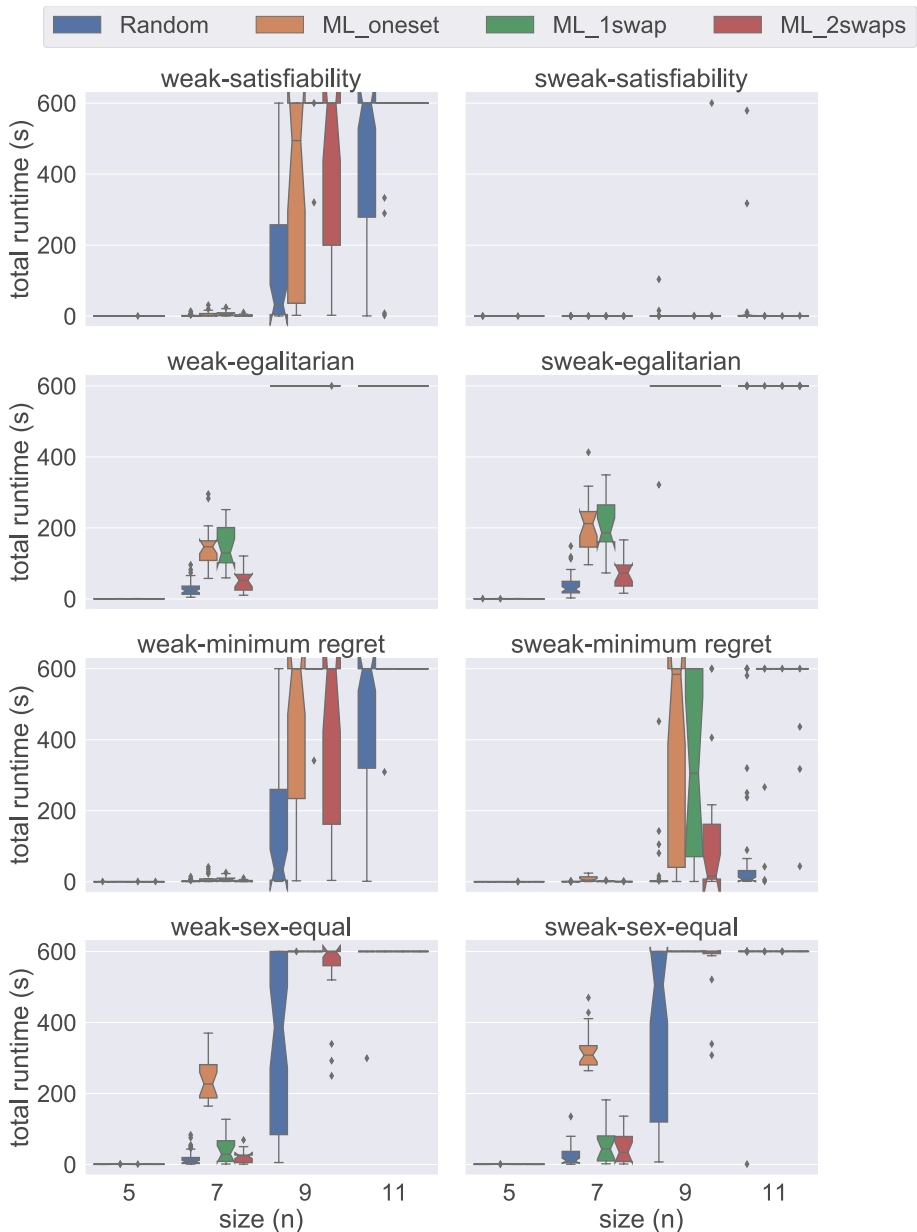 Random ML_oneset ML_1swap ML_2swaps
weak-satisfiability sweak-satisfiability
600
400
200
0
total runtime (s)
weak-egalitarian sweak-egalitarian
600
400
200
0
total runtime (s)
weak-minimum regret sweak-minimum regret
600
400
200
0
total runtime (s)
weak-sex-equal sweak-sex-equal
600
400
200
0
total runtime (s)
5 7 9 11 5 7 9 11
size (n) size (n)